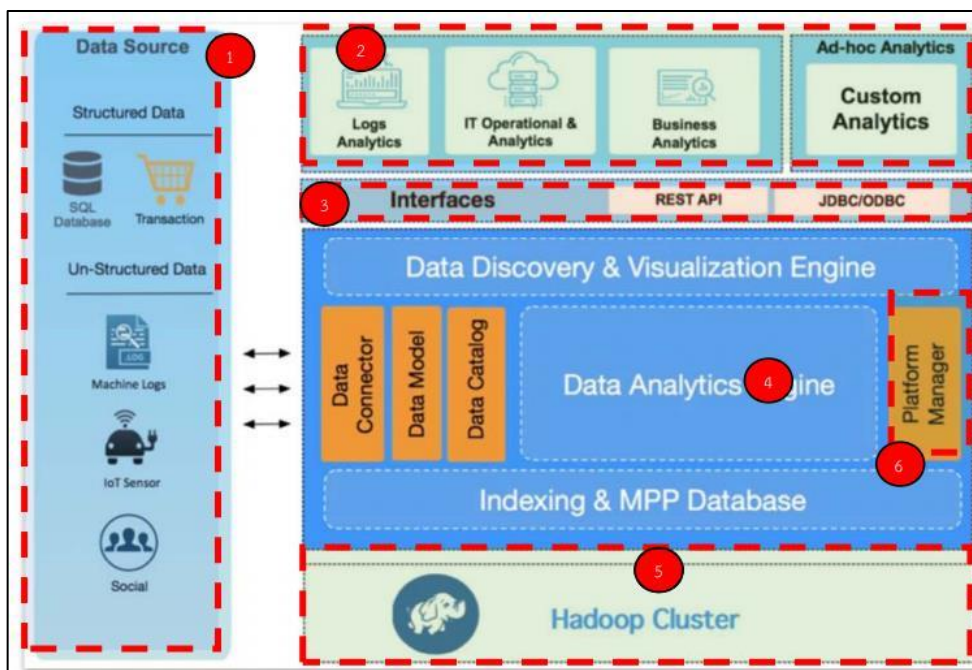 Data Source
1
Structured Data
SQL
Database
Transaction
Un-Structured Data
LOG
Machine Logs
IoT Sensor
Social
2
Logs
Analytics
IT Operational &
Analytics
Business
Analytics
Ad-hoc Analytics
Custom
Analytics
3
Interfaces
REST API
JDBC/ODBC
Data Discovery & Visualization Engine
Data
Connector
Data Model
Data Catalog
Data Analytics
4
Platform
Manager
6
Indexing & MPP Database
5
Hadoop Cluster